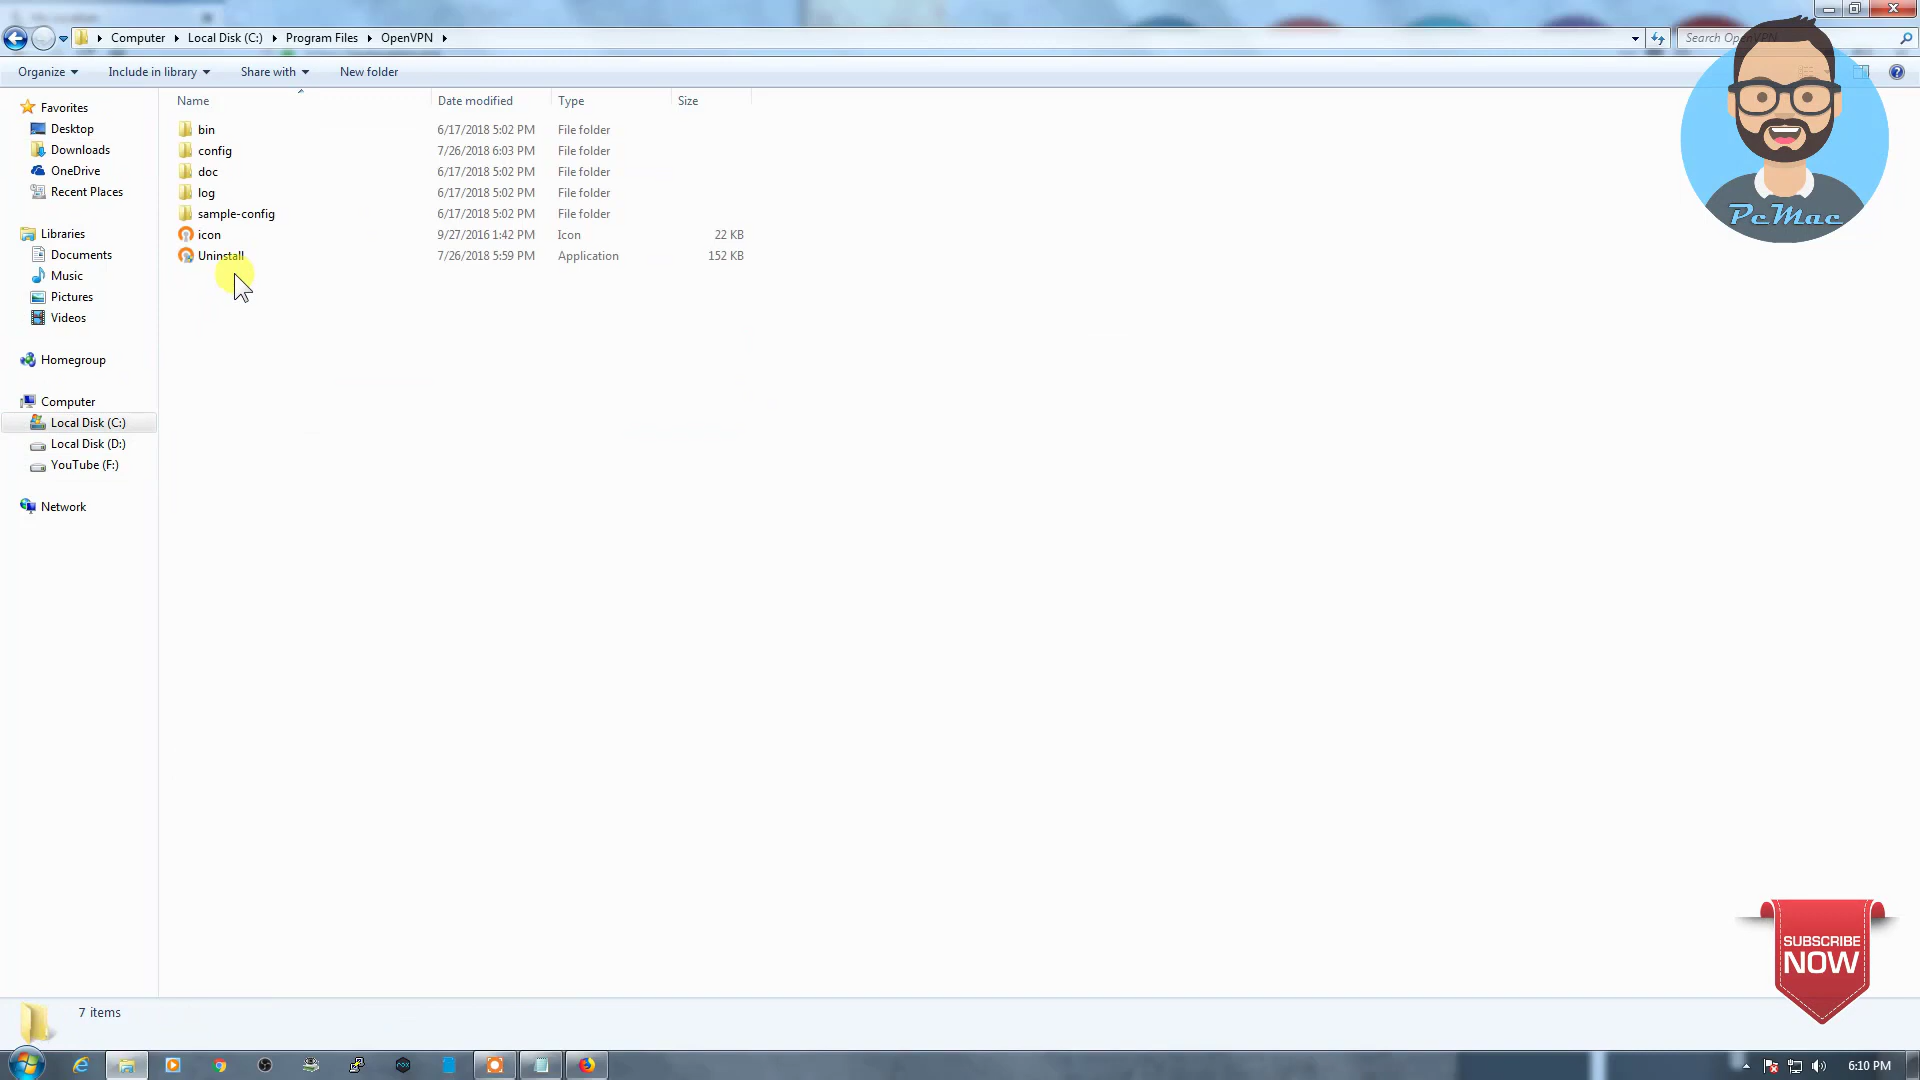 Computer Local Disk (C:) Program Files OpenVPN
Search OpenVPN
Organize Include in library Share with New folder
Name Date modified Type Size
bin 6/17/2018 5:02 PM File folder
config 7/26/2018 6:03 PM File folder
doc 6/17/2018 5:02 PM File folder
log 6/17/2018 5:02 PM File folder
sample-config 6/17/2018 5:02 PM File folder
icon 9/27/2016 1:42 PM Icon 22 KB
Uninstall 7/26/2018 5:59 PM Application 152 KB
Favorites
Desktop
Downloads
OneDrive
Recent Places
Libraries
Documents
Music
Pictures
Videos
Homegroup
Computer
Local Disk (C:)
Local Disk (D:)
YouTube (F:)
Network
PcMac
SUBSCRIBE
NOW
7 items
6:10 PM